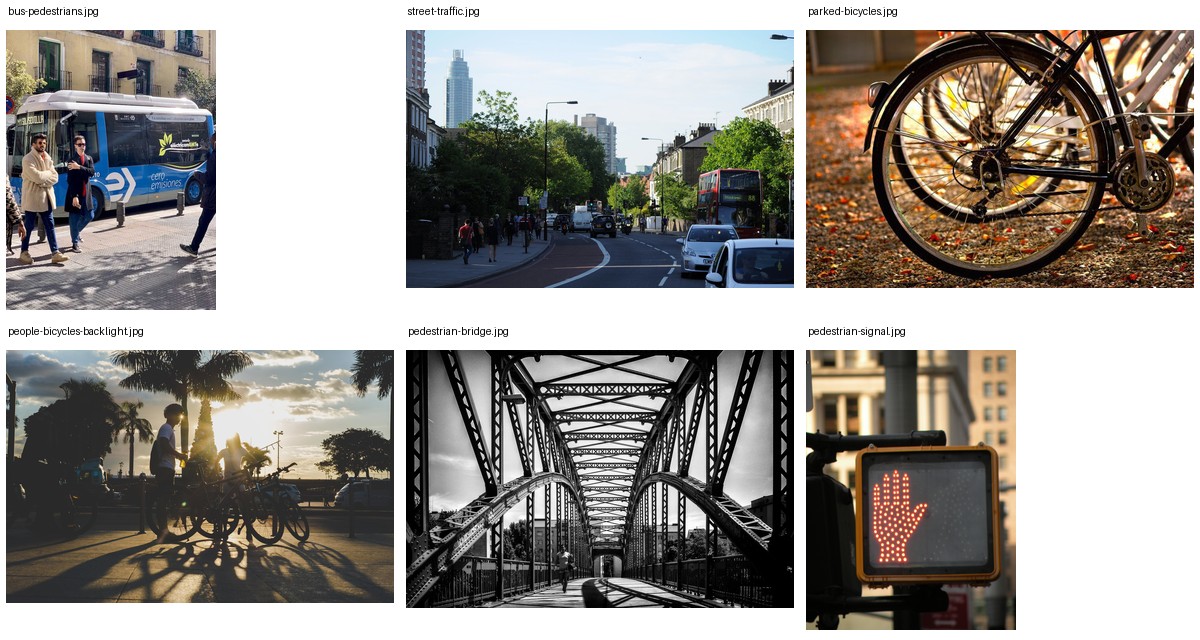 bus-pedestrians.jpg
street-traffic.jpg
parked-bicycles.jpg
cero
emisiones
people-bicycles-backlight.jpg
pedestrian-bridge.jpg
pedestrian-signal.jpg